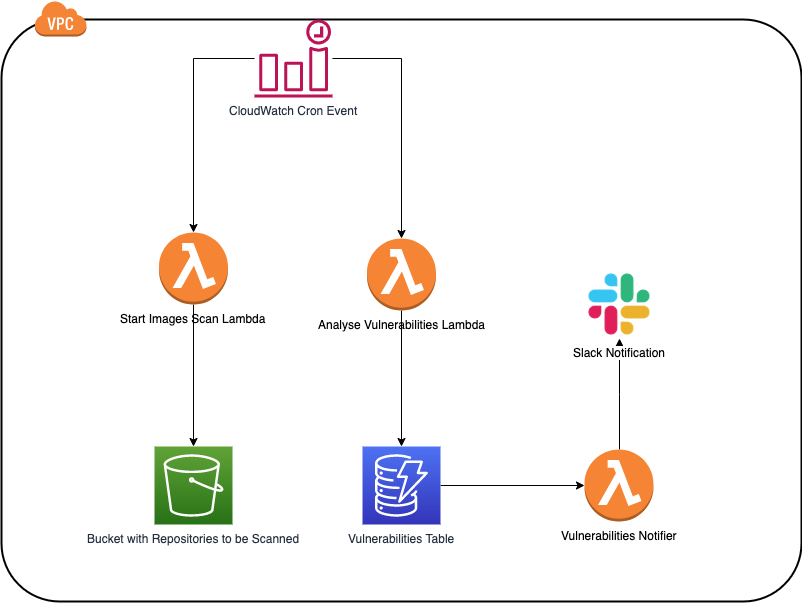 VPC
CloudWatch Cron Event
Start Images Scan Lambda
Analyse Vulnerabilities Lambda
Slack Notification
Bucket with Repositories to be Scanned
Vulnerabilities Table
Vulnerabilities Notifier